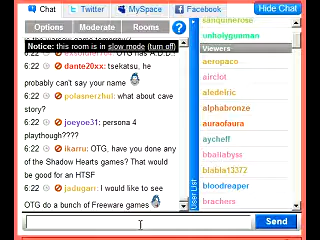 Chat Twitter MySpace Facebook Hide Chat
Options Moderate Rooms ?
Notice: this room is in slow mode (turn off)
6:22 dante20xx: tsekatsu, he
probably can't say your name
6:22 polasnerzhul: what about cave
story?
6:22 joeyoe31: persona 4
playthough????
6:22 ikarru: OTG, have you done any
of the Shadow Hearts games? That would
be good for an HTSF
6:22 jadugarr: I would like to see
OTG do a bunch of Freeware games
Send
User List
sanquinerose
unholygunman
Viewers
aeropaco
airclot
aledelric
alphabronze
auraofaura
aycheff
bballabyss
blabla13372
bloodreaper
brachers